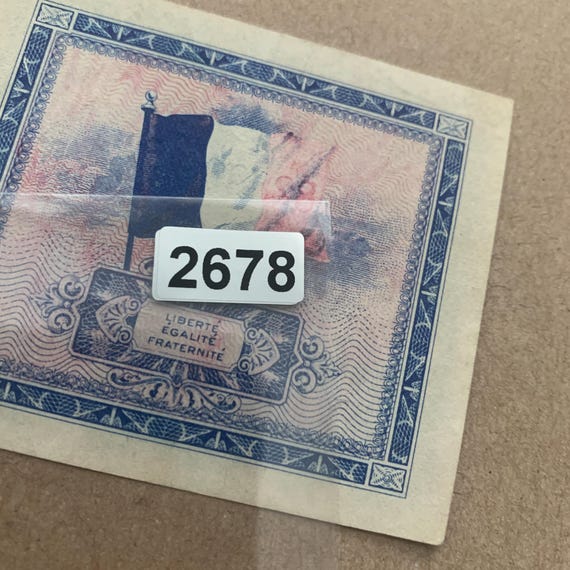 2678
LIBERTÉ
ÉGALITÉ
FRATERNITÉ